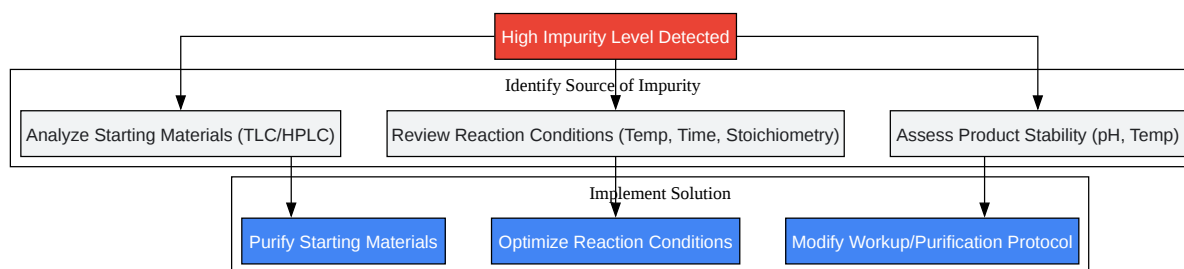 High Impurity Level Detected
Identify Source of Impurity
Analyze Starting Materials (TLC/HPLC)
Review Reaction Conditions (Temp, Time, Stoichiometry)
Assess Product Stability (pH, Temp)
Implement Solution
Purify Starting Materials
Optimize Reaction Conditions
Modify Workup/Purification Protocol